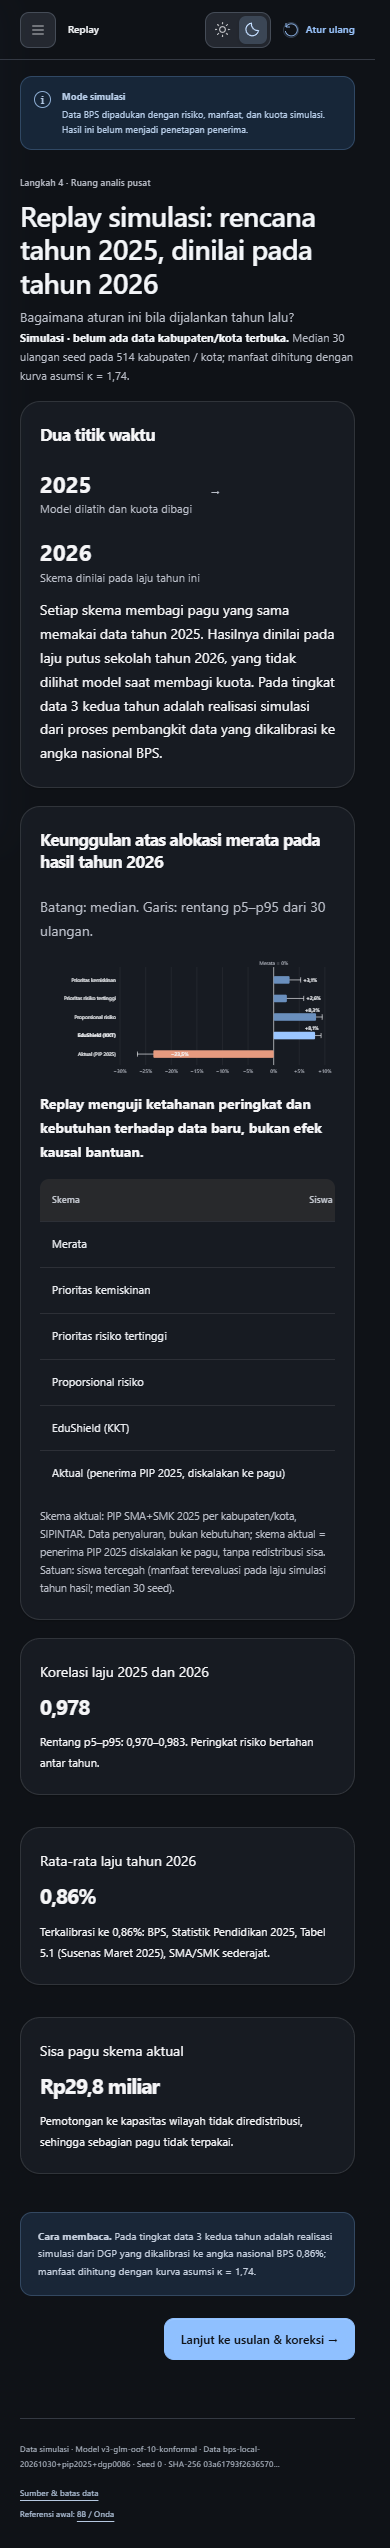 Replay
Atur ulang
Mode simulasi
Data BPS dipadukan dengan risiko, manfaat, dan kuota simulasi.
Hasil ini belum menjadi penetapan penerima.
Langkah 4 · Ruang analis pusat
Replay simulasi: rencana
tahun 2025, dinilai pada
tahun 2026
Bagaimana aturan ini bila dijalankan tahun lalu?
Simulasi · belum ada data kabupaten/kota terbuka. Median 30
ulangan seed pada 514 kabupaten / kota; manfaat dihitung dengan
kurva asumsi κ = 1,74.
Dua titik waktu
2025
→
Model dilatih dan kuota dibagi
2026
Skema dinilai pada laju tahun ini
Setiap skema membagi pagu yang sama
memakai data tahun 2025. Hasilnya dinilai pada
laju putus sekolah tahun 2026, yang tidak
dilihat model saat membagi kuota. Pada tingkat
data 3 kedua tahun adalah realisasi simulasi
dari proses pembangkit data yang dikalibrasi ke
angka nasional BPS.
Keunggulan atas alokasi merata pada
hasil tahun 2026
Batang: median. Garis: rentang p5–p95 dari 30
ulangan.
Merata = 0%
Prioritas kemiskinan
+3,1%
Prioritas risiko tertinggi
Proporsional risiko
EduShield (KKT)
+8,1%
Aktual (PIP 2025)
−30% −25% −20% −15% −10% −5% 0% +5% +10%
Replay menguji ketahanan peringkat dan
kebutuhan terhadap data baru, bukan efek
kausal bantuan.
Skema Siswa
Merata
Prioritas kemiskinan
Prioritas risiko tertinggi
Proporsional risiko
EduShield (KKT)
Aktual (penerima PIP 2025, diskalakan ke pagu)
Skema aktual: PIP SMA+SMK 2025 per kabupaten/kota,
SIPINTAR. Data penyaluran, bukan kebutuhan; skema aktual =
penerima PIP 2025 diskalakan ke pagu, tanpa redistribusi sisa.
Satuan: siswa tercegah (manfaat terevaluasi pada laju simulasi
tahun hasil; median 30 seed).
Korelasi laju 2025 dan 2026
0,978
Rentang p5–p95: 0,970–0,983. Peringkat risiko bertahan
antar tahun.
Rata-rata laju tahun 2026
0,86%
Terkalibrasi ke 0,86%: BPS, Statistik Pendidikan 2025, Tabel
5.1 (Susenas Maret 2025), SMA/SMK sederajat.
Sisa pagu skema aktual
Rp29,8 miliar
Pemotongan ke kapasitas wilayah tidak diredistribusi,
sehingga sebagian pagu tidak terpakai.
Cara membaca. Pada tingkat data 3 kedua tahun adalah realisasi
simulasi dari DGP yang dikalibrasi ke angka nasional BPS 0,86%;
manfaat dihitung dengan kurva asumsi κ = 1,74.
Lanjut ke usulan & koreksi →
Data simulasi · Model v3-glm-oof-10-konformal · Data bps-local-
20261030+pip2025+dgp0086 · Seed 0 · SHA-256 03a61793f2636570...
Sumber & batas data
Referensi awal: 8B / Onda